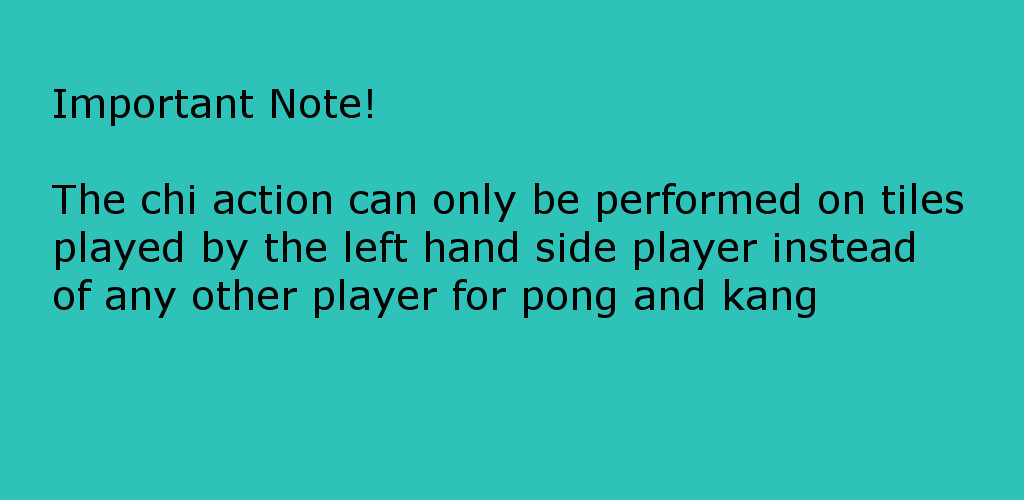 Important Note!
The chi action can only be performed on tiles
played by the left hand side player instead
of any other player for pong and kang